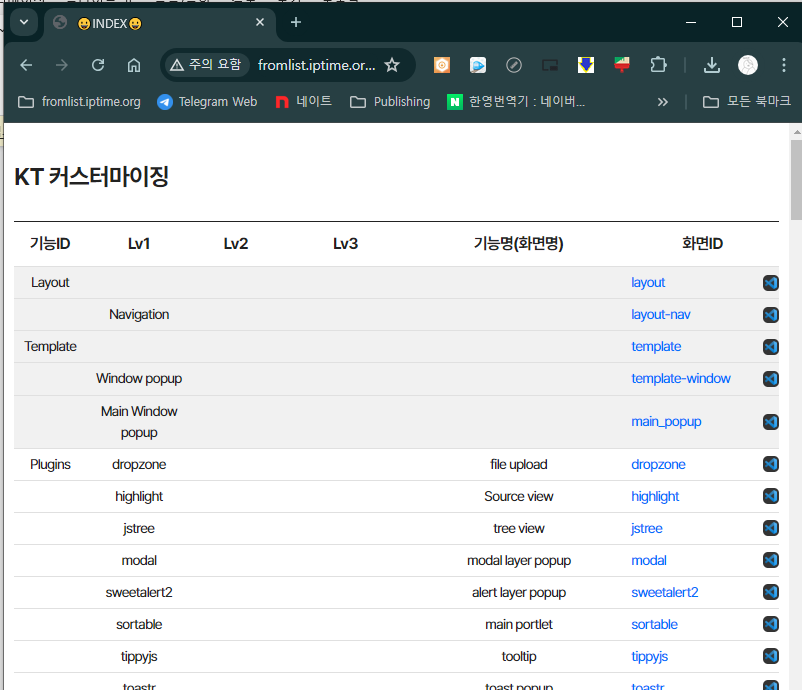 INDEX
주의 요함 fromlist.iptime.or...
fromlist.iptime.org Telegram Web 네이트 Publishing 한영번역기 : 네이버... » 모든 북마크
KT 커스터마이징
기능ID Lv1 Lv2 Lv3 기능명(화면명) 화면ID
Layout layout
Navigation layout-nav
Template template
Window popup template-window
Main Window
popup main_popup
Plugins dropzone file upload dropzone
highlight Source view highlight
jstree tree view jstree
modal modal layer popup modal
sweetalert2 alert layer popup sweetalert2
sortable main portlet sortable
tippyjs tooltip tippyjs
toastr toast popup toastr